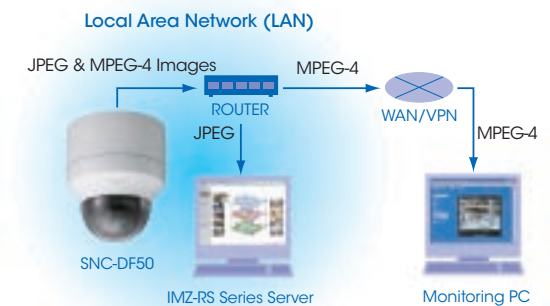 Local Area Network (LAN)
JPEG & MPEG-4 Images
MPEG-4
ROUTER
WAN/VPN
JPEG
MPEG-4
SNC-DF50
IMZ-RS Series Server
Monitoring PC